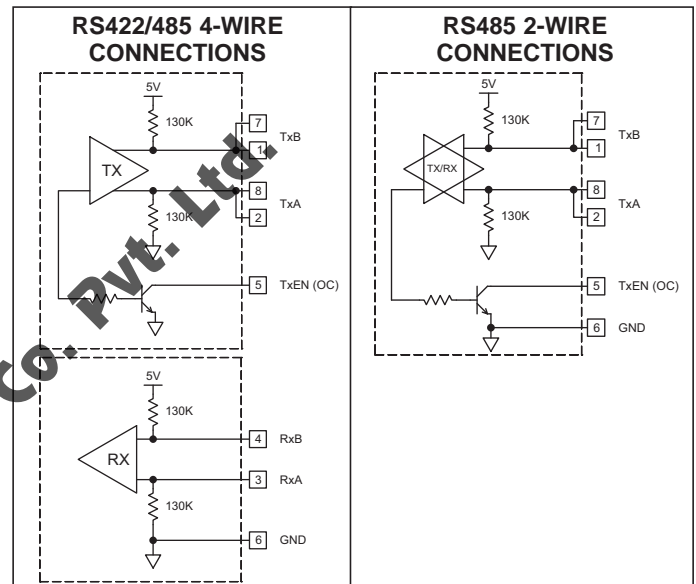 RS422/485 4-WIRE
CONNECTIONS
5V
130K
7
TxB
1
TX
8
TxA
130K
2
5
TxEN (OC)
5V
130K
4
RxB
RX
3
RxA
130K
6
GND
RS485 2-WIRE
CONNECTIONS
5V
130K
7
TxB
1
TX/RX
8
TxA
130K
2
5
TxEN (OC)
6
GND
Co. Pvt. Ltd.